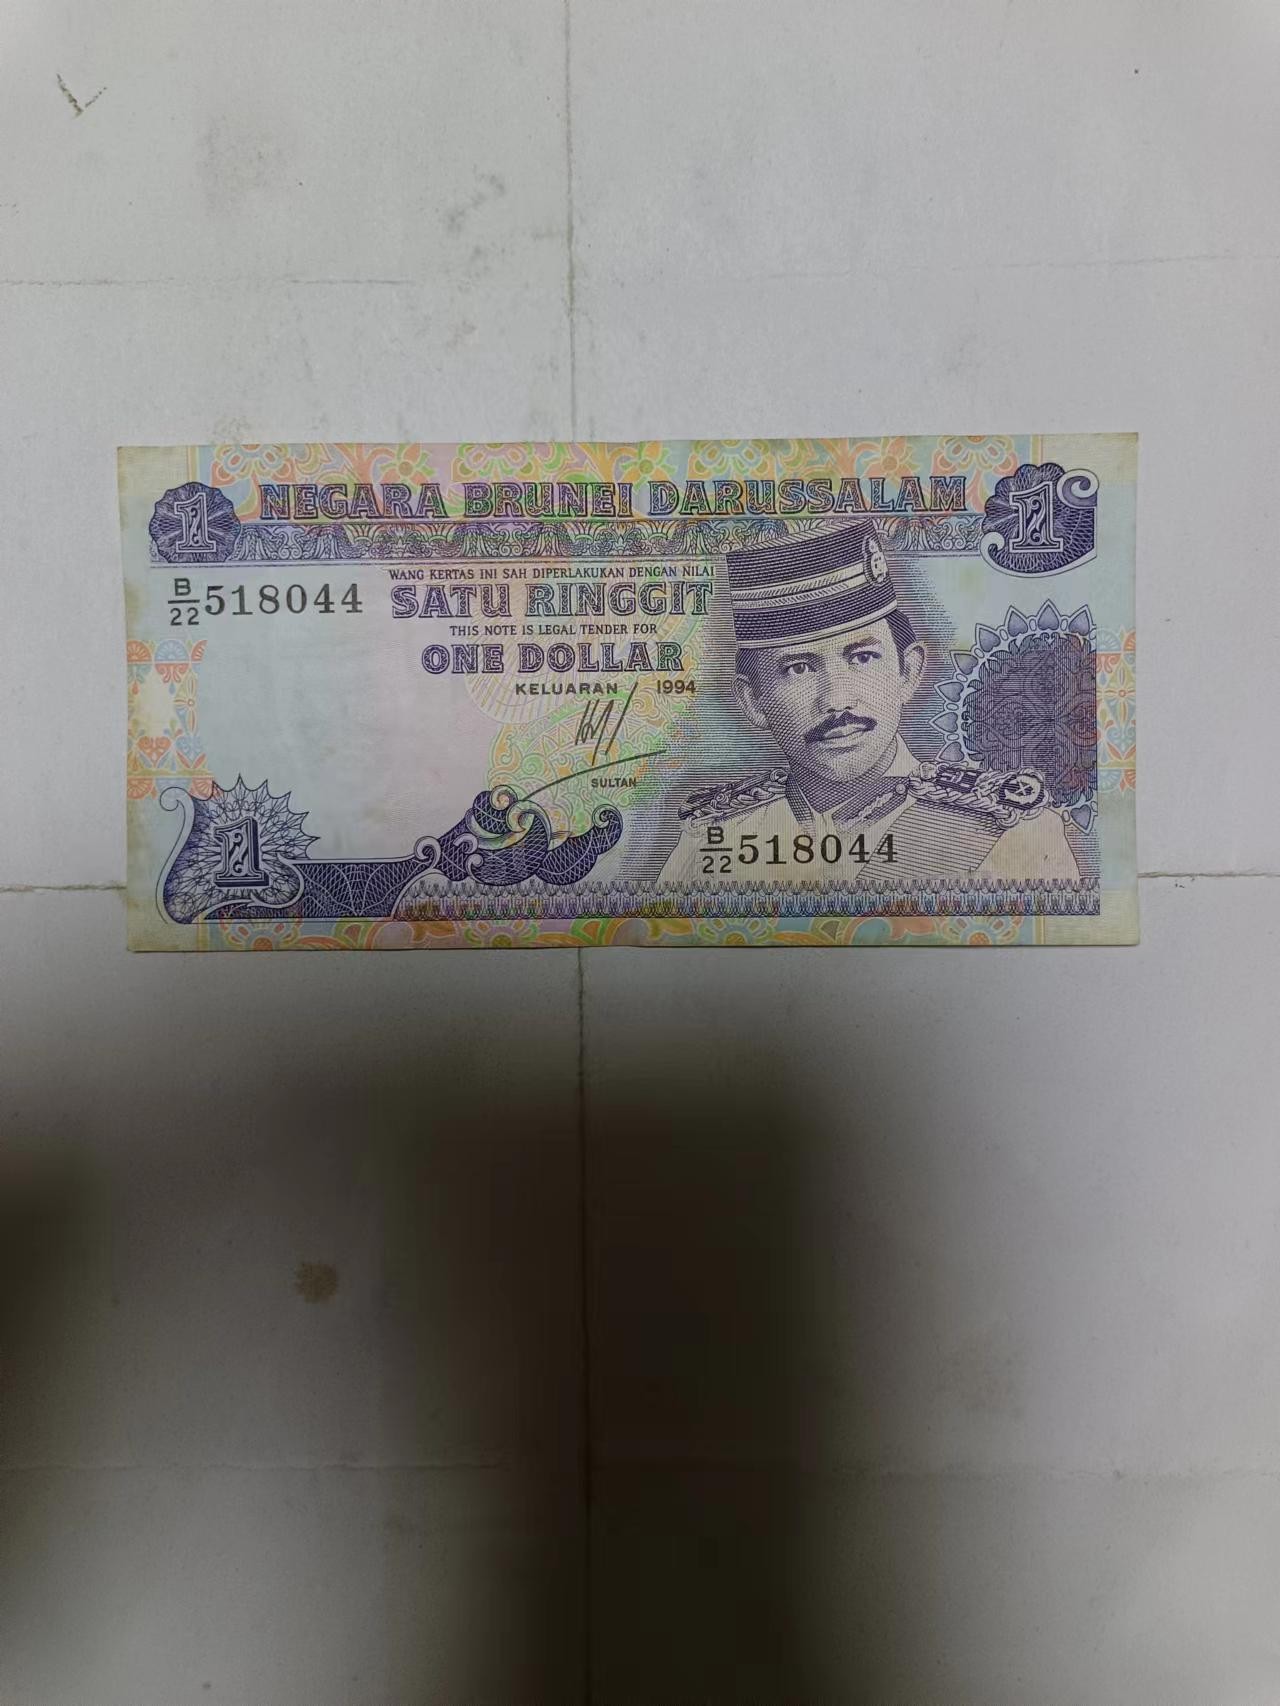 1 NEGARA BRUNEI DARUSSALAM 1
B/22 518044
WANG KERTAS INI SAH DIPERLAKUKAN DENGAN NILAI
SATU RINGGIT
THIS NOTE IS LEGAL TENDER FOR
ONE DOLLAR
KELUARAN 1994
SULTAN
1
B/22 518044